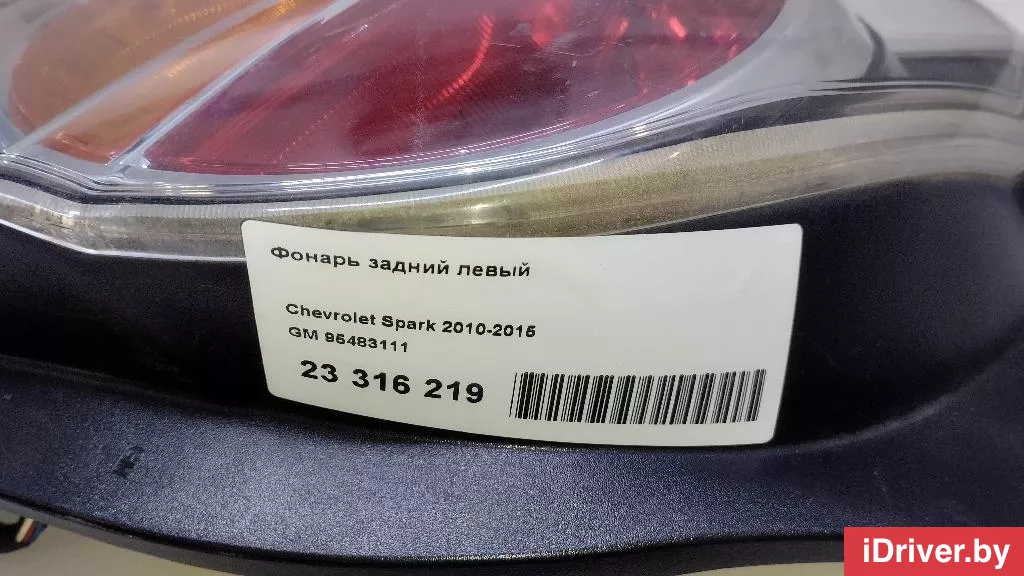 Фонарь задний левый
Chevrolet Spark 2010-2015
GM 95483111
23 316 219
iDriver.by